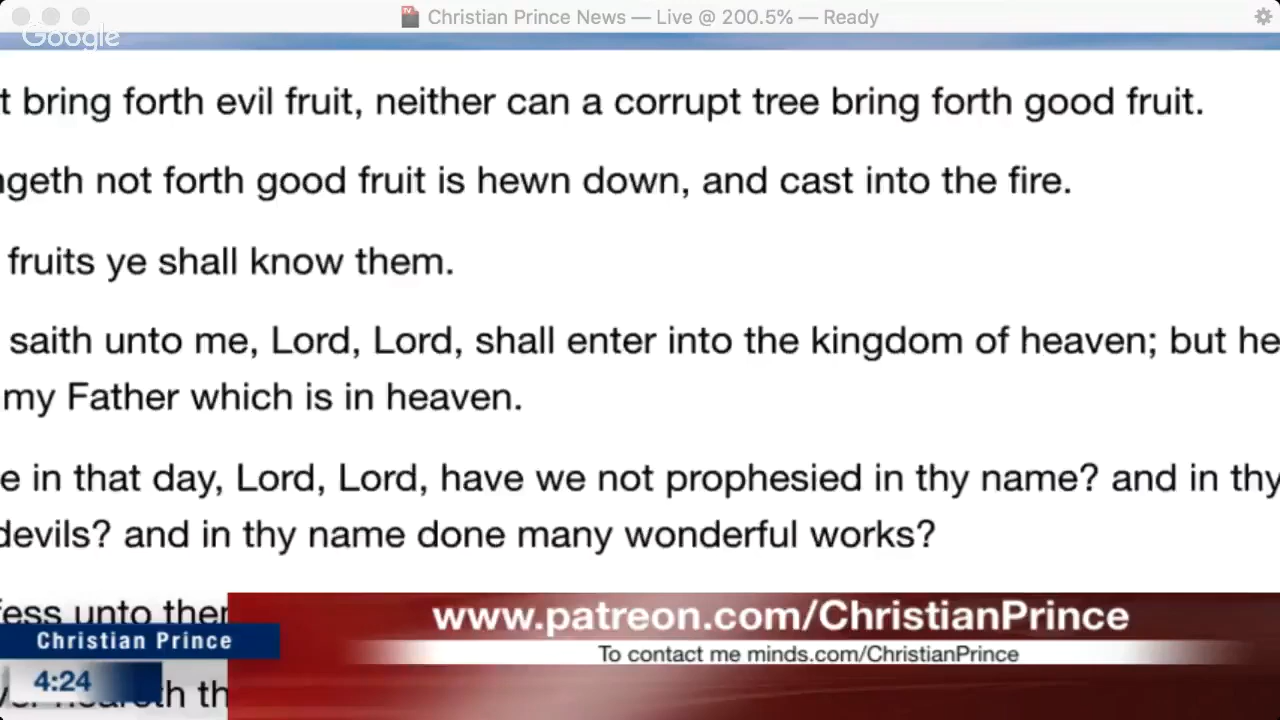 Christian Prince News — Live @ 200.5% — Ready
Google
t bring forth evil fruit, neither can a corrupt tree bring forth good fruit.
ngeth not forth good fruit is hewn down, and cast into the fire.
fruits ye shall know them.
saith unto me, Lord, Lord, shall enter into the kingdom of heaven; but he
my Father which is in heaven.
e in that day, Lord, Lord, have we not prophesied in thy name? and in thy
devils? and in thy name done many wonderful works?
fess unto ther
www.patreon.com/ChristianPrince
Christian Prince
To contact me minds.com/ChristianPrince
4:24
th th